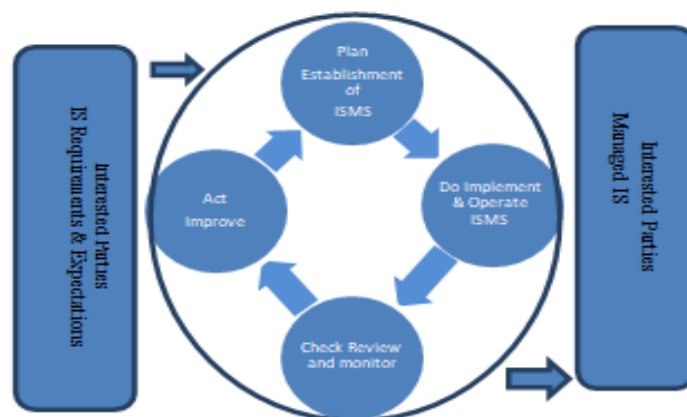 Interested Parties
IS Requirements & Expectations
Plan
Establishment
of
ISMS
Do Implement
& Operate
ISMS
Check Review
and monitor
Act
Improve
Interested Parties
Managed IS